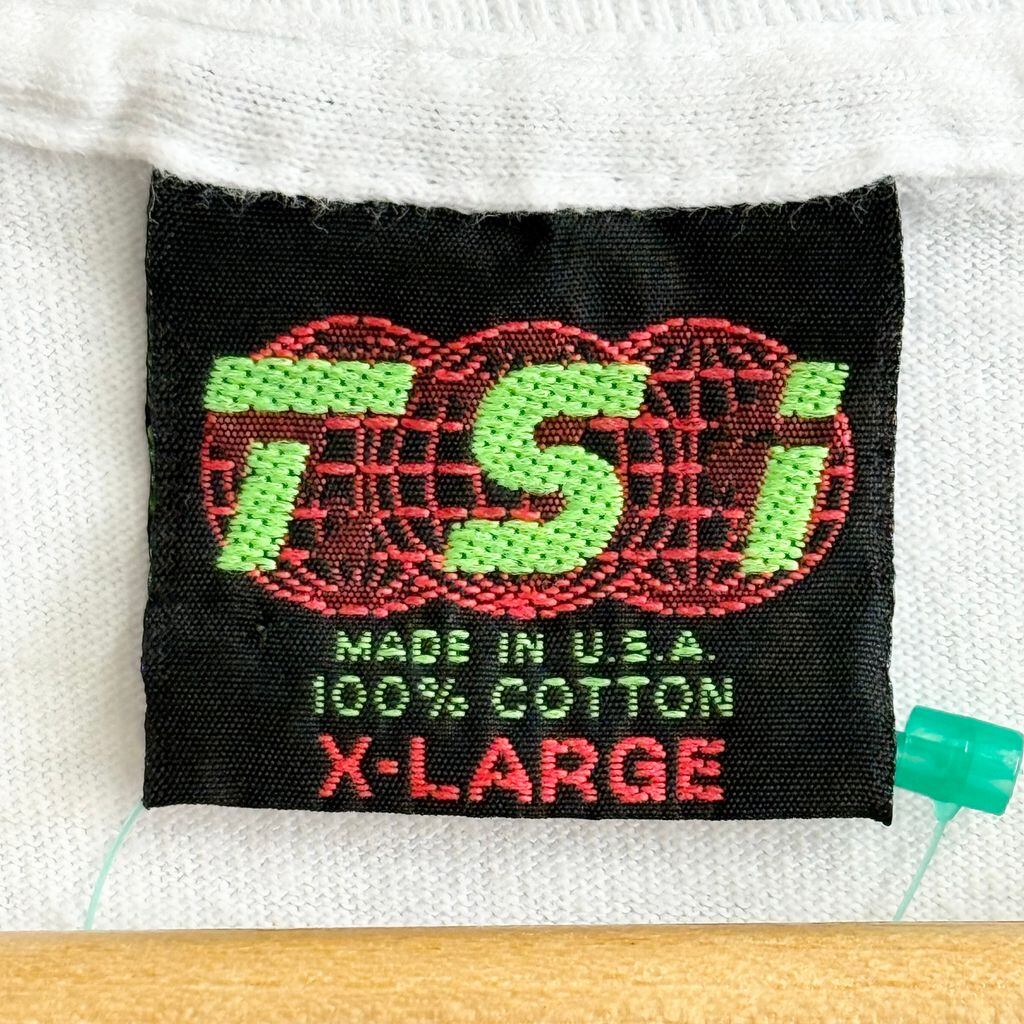 TSi
MADE IN U.S.A.
100% COTTON
X-LARGE